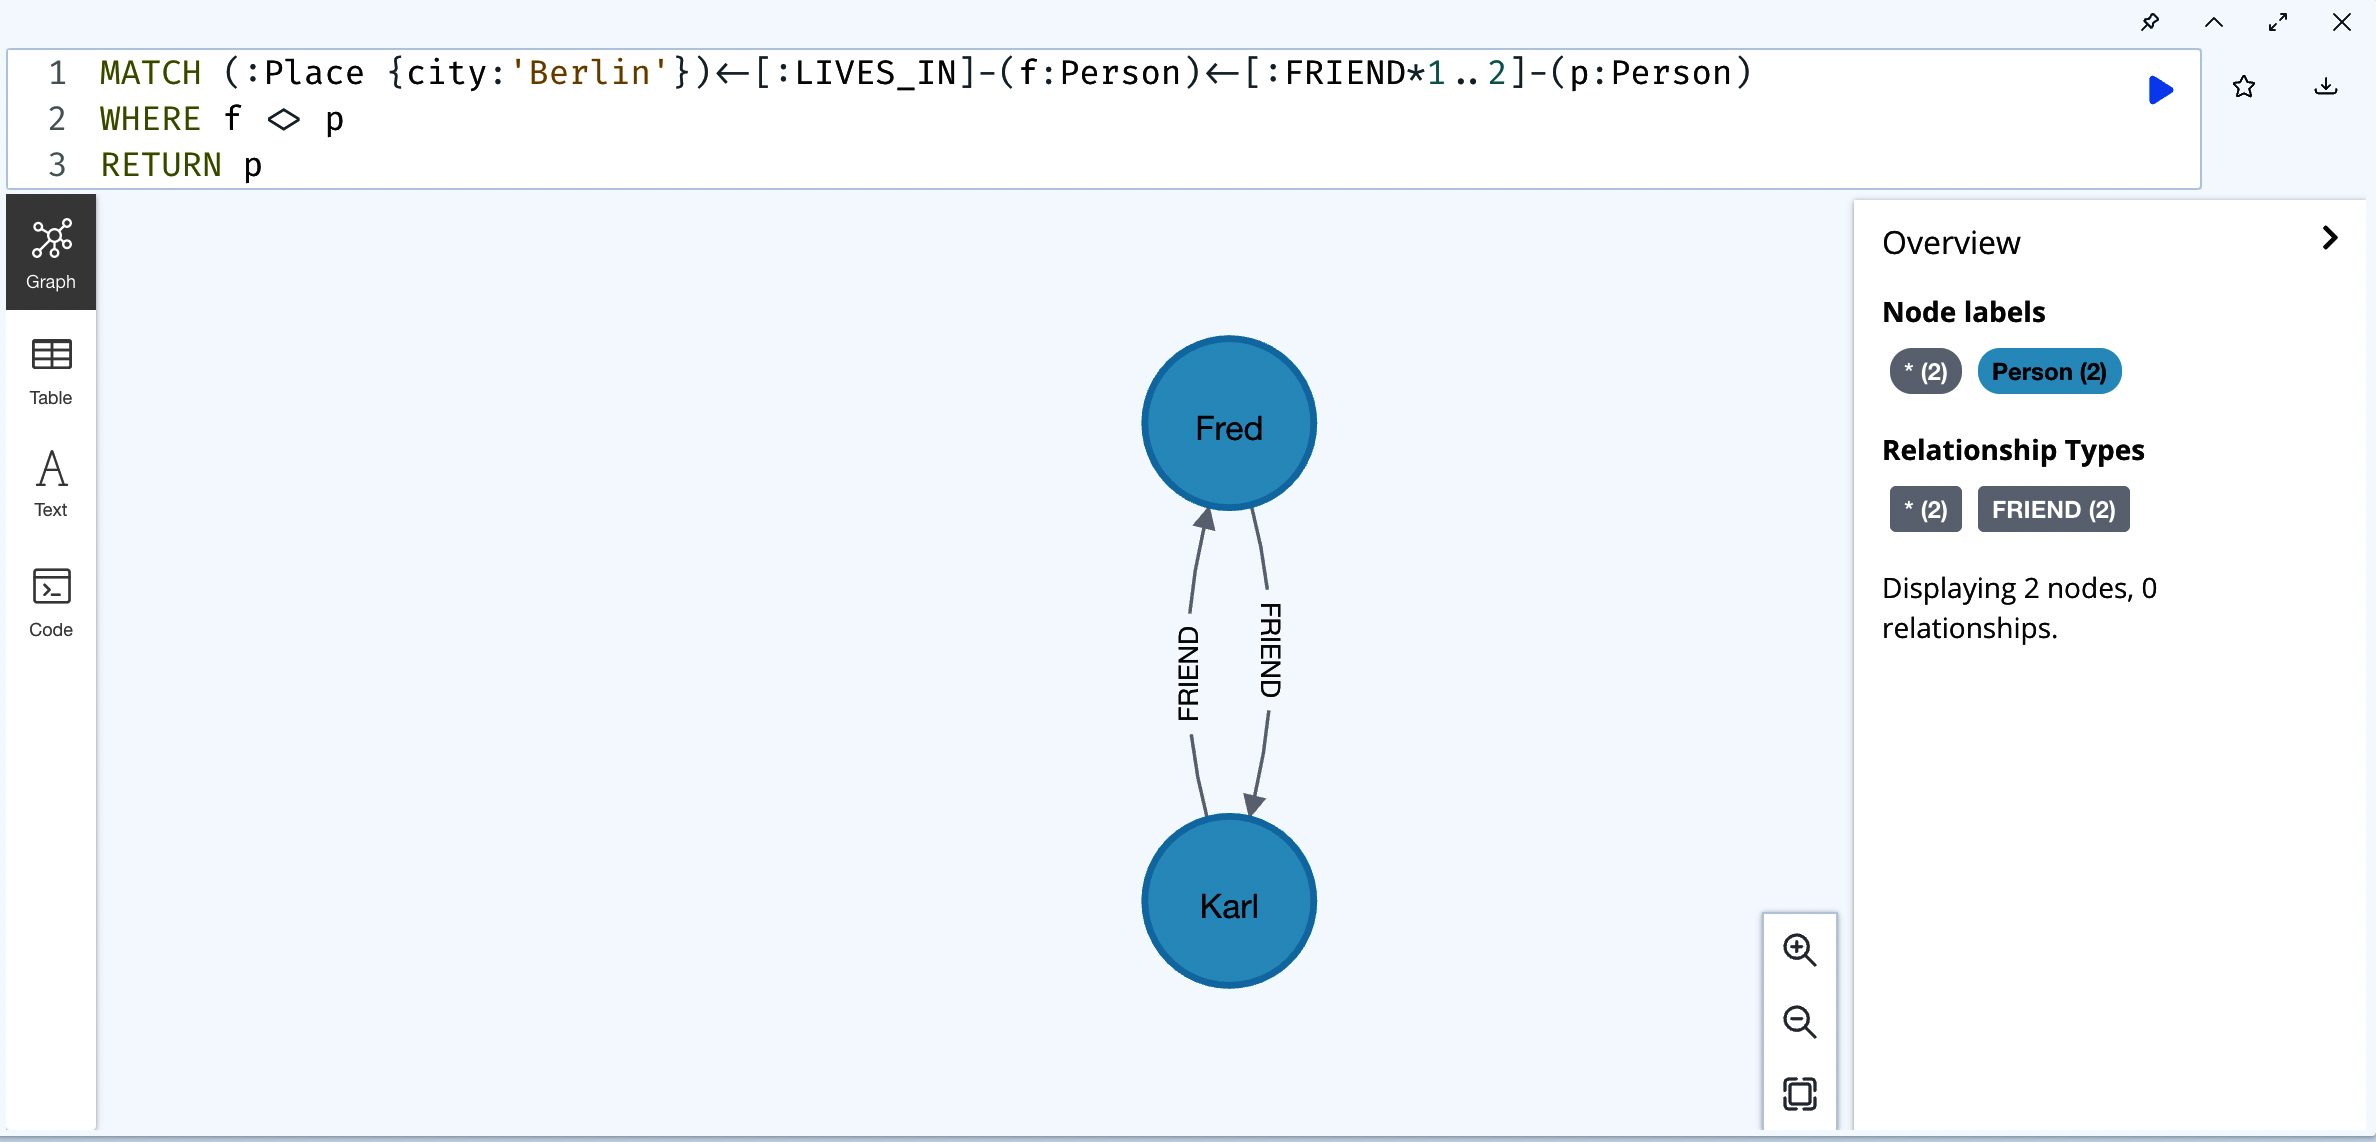 1 MATCH (:Place {city:'Berlin'})<-[:LIVES_IN]-(f:Person)<-[:FRIEND*1..2]-(p:Person)
2 WHERE f <> p
3 RETURN p
Graph
Table
Text
Code
Fred
FRIEND
FRIEND
Karl
Overview
Node labels
* (2) Person (2)
Relationship Types
* (2) FRIEND (2)
Displaying 2 nodes, 0
relationships.